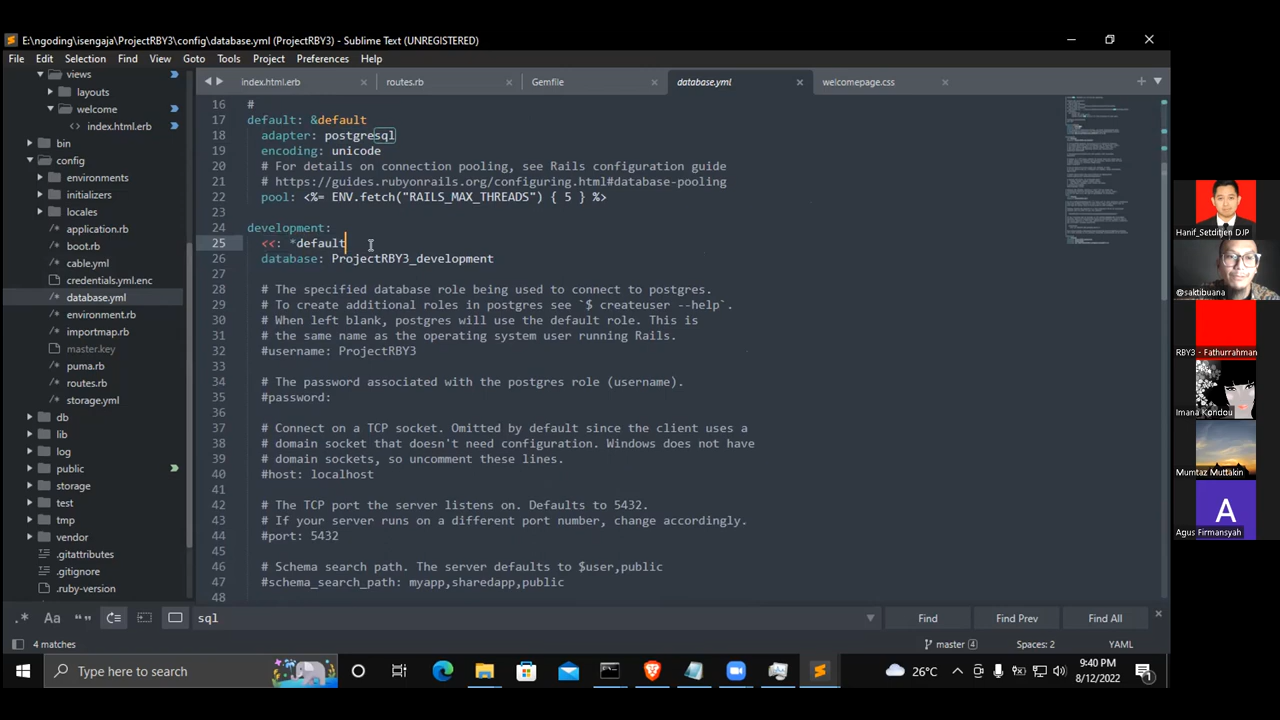 E:\ngoding\isengaja\ProjectRBY3\config\database.yml (ProjectRBY3) - Sublime Text (UNREGISTERED)
File Edit Selection Find View Goto Tools Project Preferences Help
index.html.erb × routes.rb × Gemfile × database.yml × welcomepage.css ×
views
layouts
welcome
index.html.erb
bin
config
environments
initializers
locales
application.rb
boot.rb
cable.yml
credentials.yml.enc
database.yml
environment.rb
importmap.rb
master.key
puma.rb
routes.rb
storage.yml
db
lib
log
public
storage
test
tmp
vendor
.gitattributes
.gitignore
.ruby-version
16 #
17 default: &default
18 adapter: postgresql
19 encoding: unicode
20 # For details on connection pooling, see Rails configuration guide
21 # https://guides.rubyonrails.org/configuring.html#database-pooling
22 pool: <%= ENV.fetch("RAILS_MAX_THREADS") { 5 } %>
23
24 development:
25 <<: *default
26 database: ProjectRBY3_development
27
28 # The specified database role being used to connect to postgres.
29 # To create additional roles in postgres see `$ createuser --help`.
30 # When left blank, postgres will use the default role. This is
31 # the same name as the operating system user running Rails.
32 #username: ProjectRBY3
33
34 # The password associated with the postgres role (username).
35 #password:
36
37 # Connect on a TCP socket. Omitted by default since the client uses a
38 # domain socket that doesn't need configuration. Windows does not have
39 # domain sockets, so uncomment these lines.
40 #host: localhost
41
42 # The TCP port the server listens on. Defaults to 5432.
43 # If your server runs on a different port number, change accordingly.
44 #port: 5432
45
46 # Schema search path. The server defaults to $user,public
47 #schema_search_path: myapp,sharedapp,public
48
.* Aa “ ” sql Find Find Prev Find All
4 matches master 4 Spaces: 2 YAML
Type here to search
26°C
9:40 PM
8/12/2022
1
Hanif_Setditjen DJP
@saktibuana
RBY3 - Fathurrahman
Imana Kondou
Mumtaz Muttakin
A
Agus Firmansyah